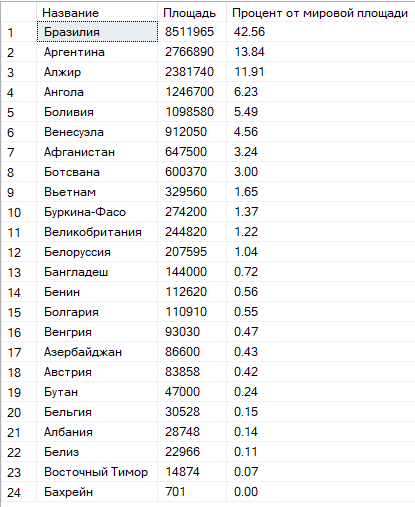 Название Площадь Процент от мировой площади
1 Бразилия 8511965 42.56
2 Аргентина 2766890 13.84
3 Алжир 2381740 11.91
4 Ангола 1246700 6.23
5 Боливия 1098580 5.49
6 Венесуэла 912050 4.56
7 Афганистан 647500 3.24
8 Ботсвана 600370 3.00
9 Вьетнам 329560 1.65
10 Буркина-Фасо 274200 1.37
11 Великобритания 244820 1.22
12 Белоруссия 207595 1.04
13 Бангладеш 144000 0.72
14 Бенин 112620 0.56
15 Болгария 110910 0.55
16 Венгрия 93030 0.47
17 Азербайджан 86600 0.43
18 Австрия 83858 0.42
19 Бутан 47000 0.24
20 Бельгия 30528 0.15
21 Албания 28748 0.14
22 Белиз 22966 0.11
23 Восточный Тимор 14874 0.07
24 Бахрейн 701 0.00